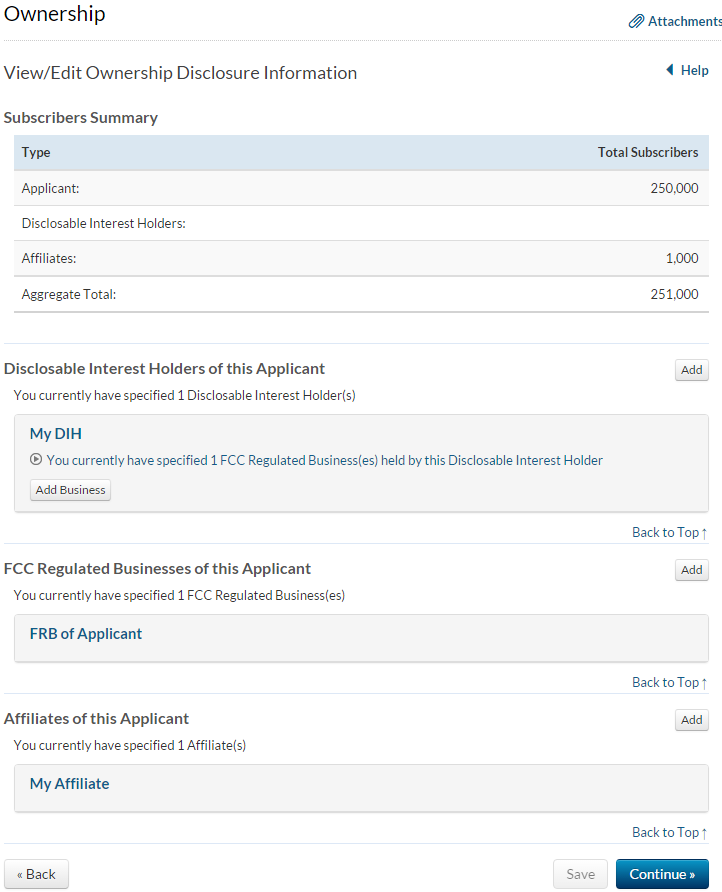 Ownership
Attachments
View/Edit Ownership Disclosure Information
Help
Subscribers Summary
Type Total Subscribers
Applicant: 250,000
Disclosable Interest Holders:
Affiliates: 1,000
Aggregate Total: 251,000
Disclosable Interest Holders of this Applicant Add
You currently have specified 1 Disclosable Interest Holder(s)
My DIH
You currently have specified 1 FCC Regulated Business(es) held by this Disclosable Interest Holder
Add Business
Back to Top ↑
FCC Regulated Businesses of this Applicant Add
You currently have specified 1 FCC Regulated Business(es)
FRB of Applicant
Back to Top ↑
Affiliates of this Applicant Add
You currently have specified 1 Affiliate(s)
My Affiliate
Back to Top ↑
« Back Save Continue »